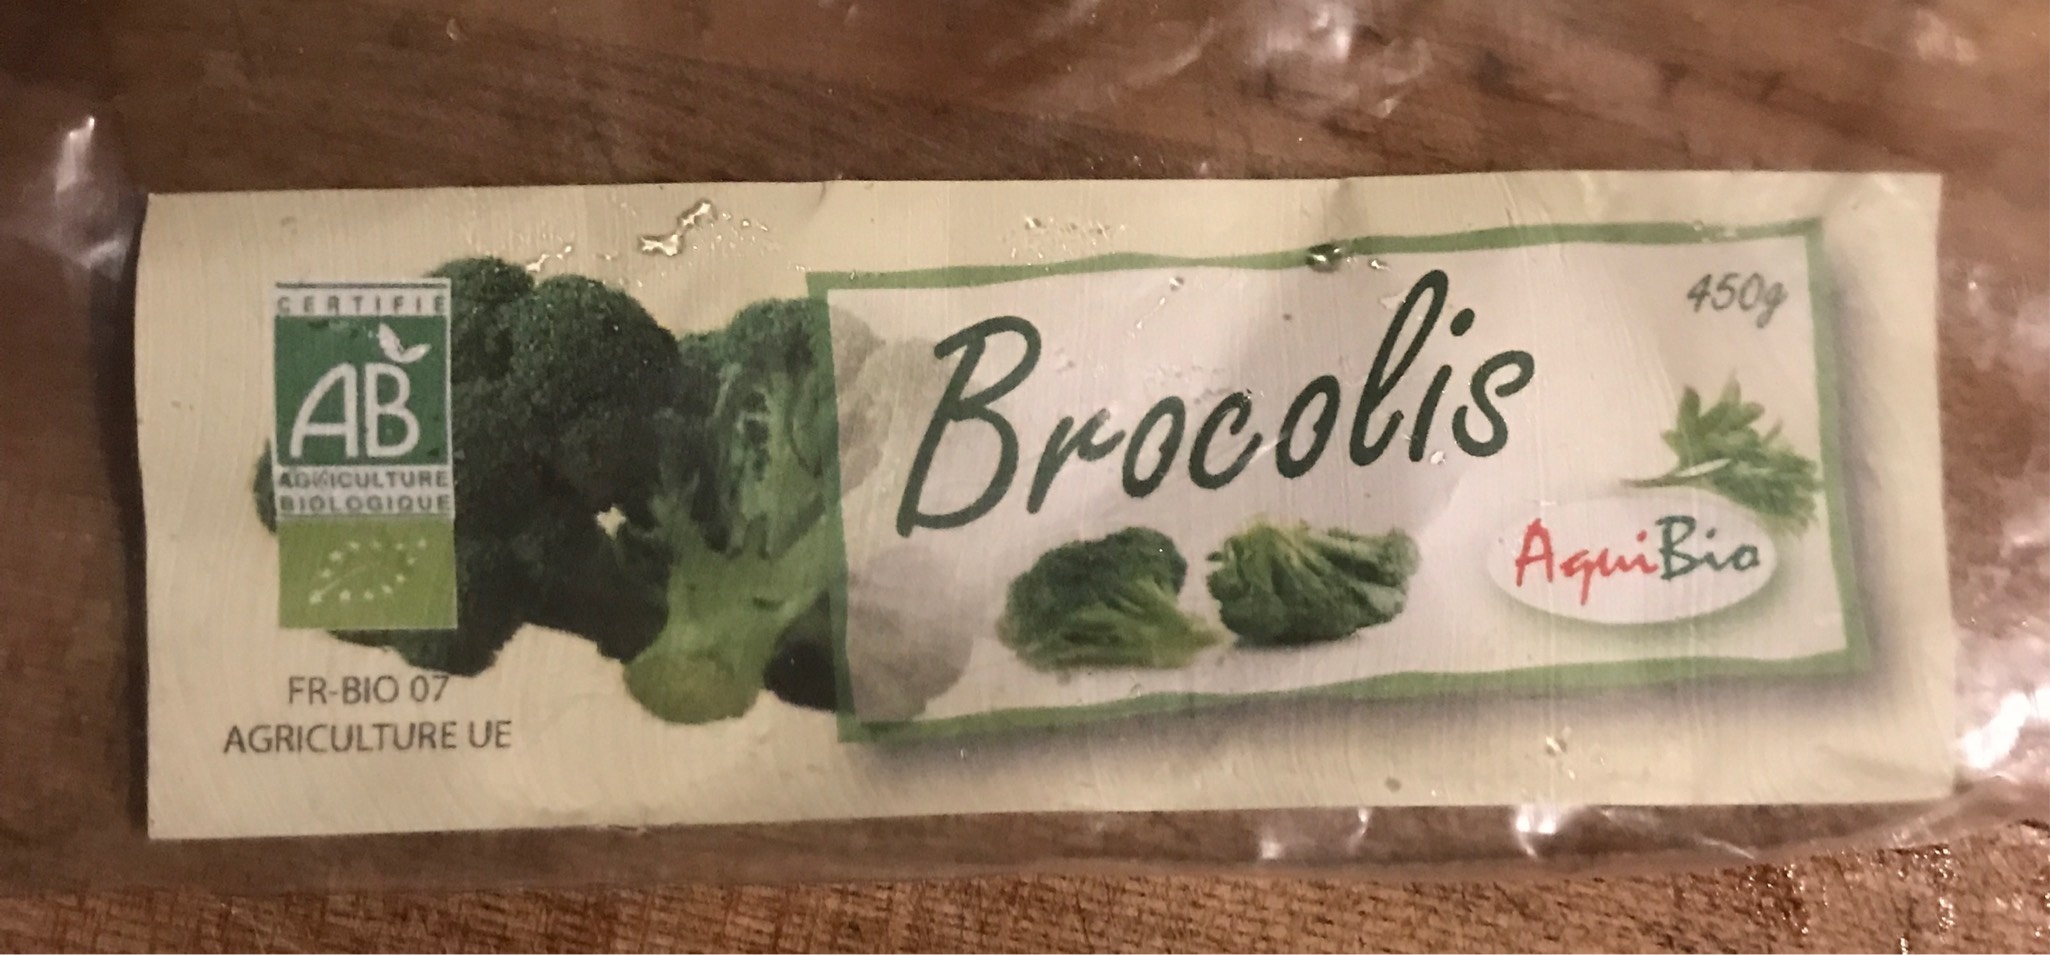 CERTIFIÉ
AB
AGRICULTURE
BIOLOGIQUE
FR-BIO 07
AGRICULTURE UE
450g
Brocolis
AquiBio